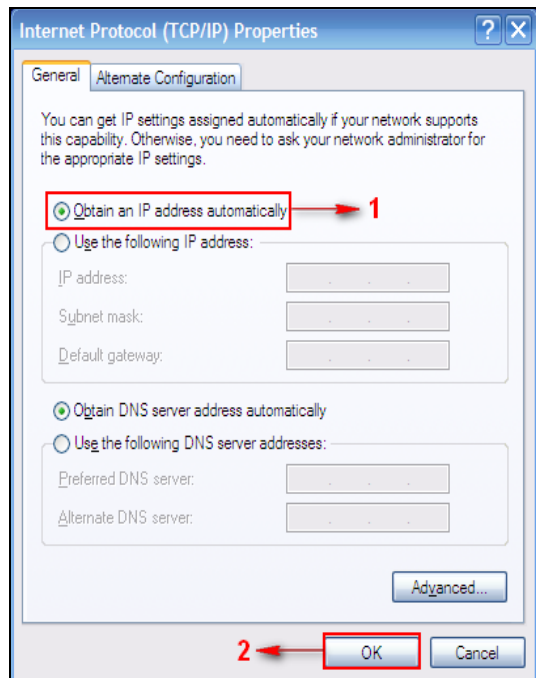 Internet Protocol (TCP/IP) Properties
General
Alternate Configuration
You can get IP settings assigned automatically if your network supports
this capability. Otherwise, you need to ask your network administrator for
the appropriate IP settings.
Obtain an IP address automatically
1
Use the following IP address:
IP address:
Subnet mask:
Default gateway:
Obtain DNS server address automatically
Use the following DNS server addresses:
Preferred DNS server:
Alternate DNS server:
Advanced...
2
OK
Cancel